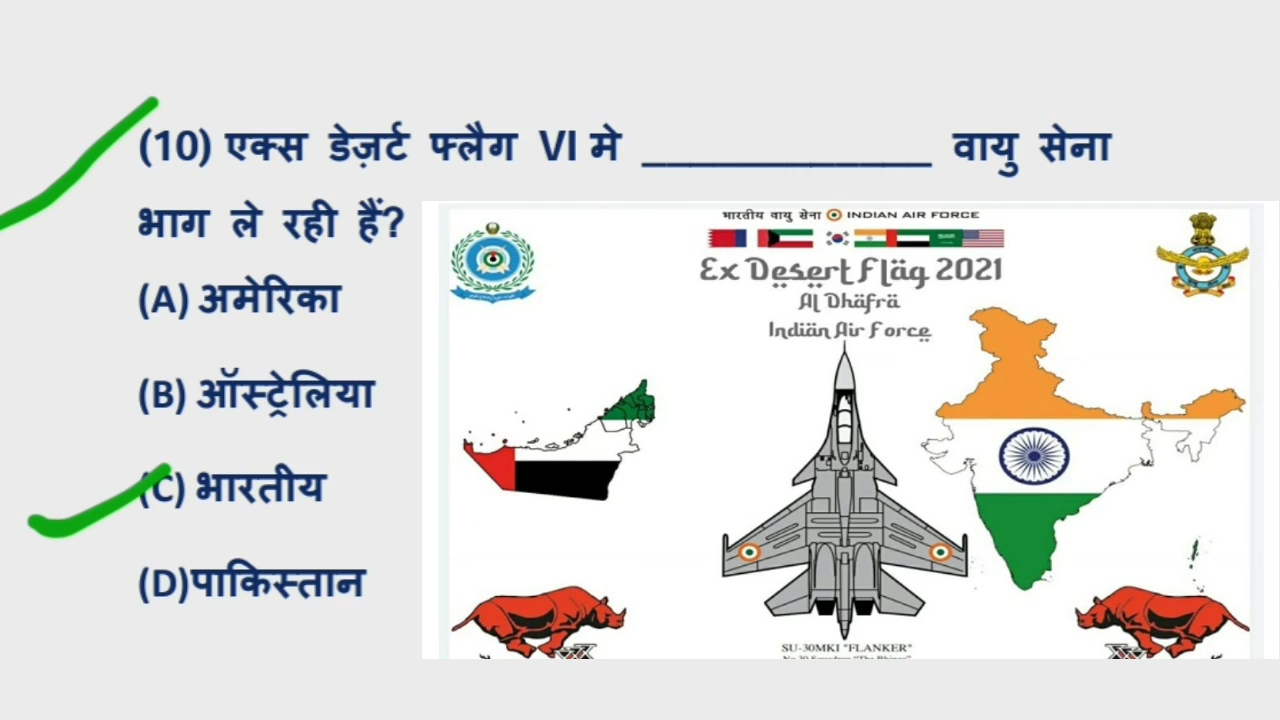 (10) एक्स डेज़र्ट फ्लैग VI मे ____________ वायु सेना
भाग ले रही हैं?
(A) अमेरिका
(B) ऑस्ट्रेलिया
(C) भारतीय
(D)पाकिस्तान
भारतीय वायु सेना INDIAN AIR FORCE
Ex Desert Flag 2021
Al Dhafra
Indian Air Force
SU-30MKI "FLANKER"